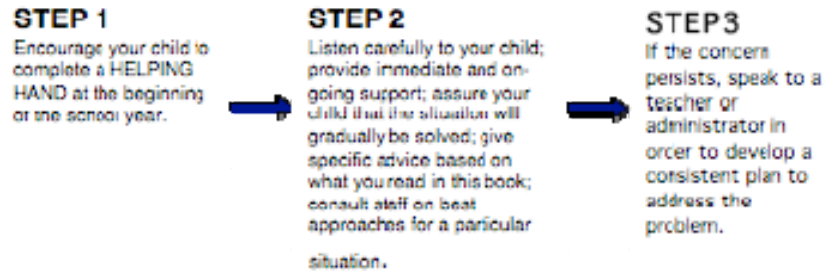 STEP 1
Encourage your child to
complete a HELPING
HAND at the beginning
of the school year.
STEP 2
Listen carefully to your child;
provide immediate and on-
going support; assure your
child that the situation will
gradually be solved; give
specific advice based on
what you read in this book;
consult staff on best
approaches for a particular
situation.
STEP3
If the concern
persists, speak to a
teacher or
administrator in
order to develop a
consistent plan to
address the
problem.